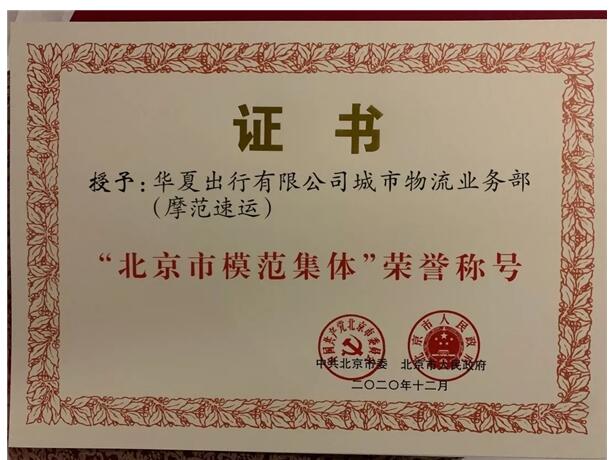 证 书
授予：华夏出行有限公司城市物流业务部
（摩范速运）
“北京市模范集体”荣誉称号
中共北京市委 北京市人民政府
二〇二〇年十二月